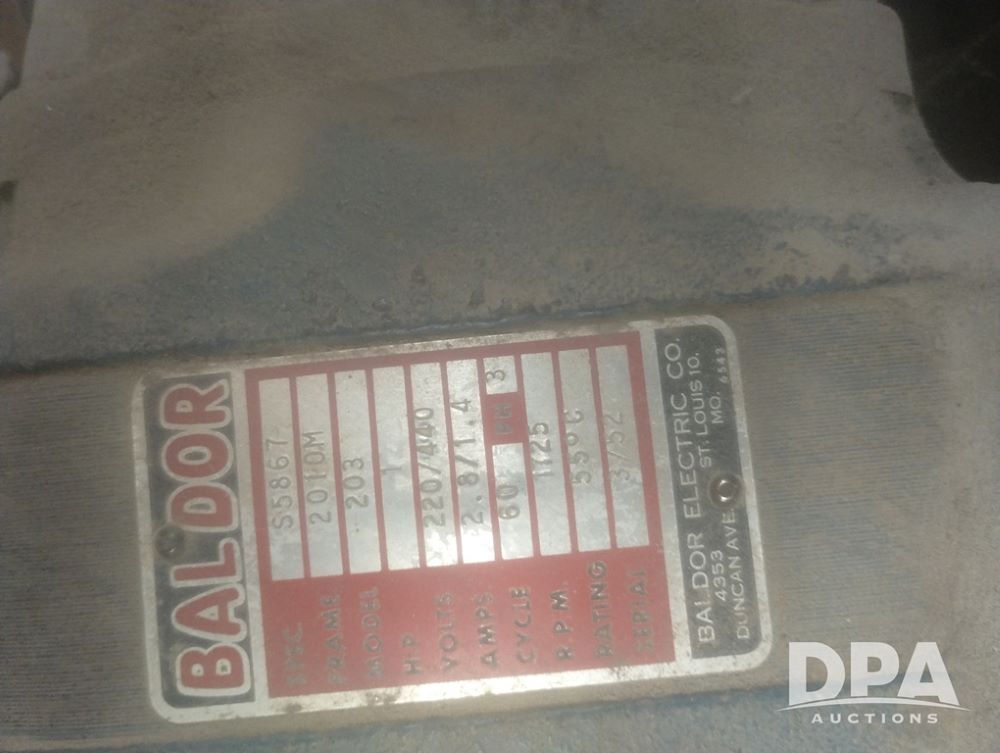 BALDOR
SPEC. S5867
FRAME 2010M
MODEL 203
H.P. 1
VOLTS 220/440
AMPS 2.8/1.4
CYCLE 60 PH 3
R.P.M. 1725
RATING 55°C
SERIAL 3/52
BALDOR ELECTRIC CO.
4353 ST. LOUIS 10.
DUNCAN AVE. MO. 6543
DPA
AUCTIONS